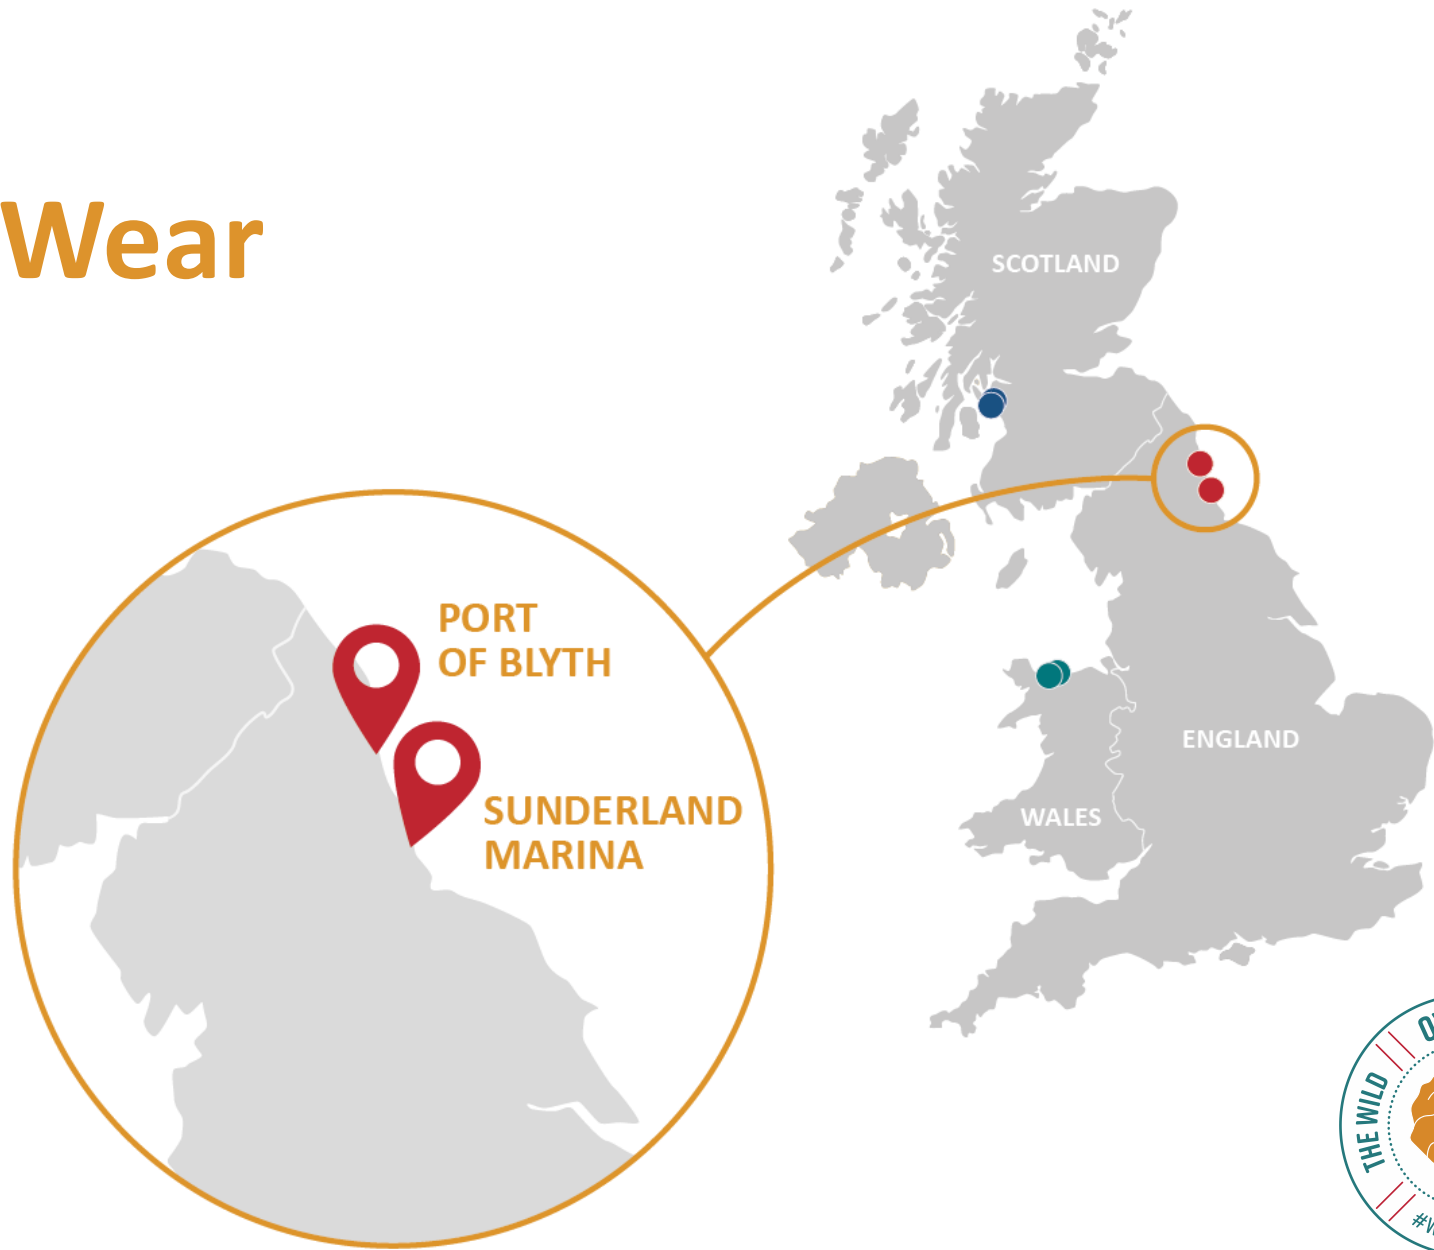 Wear
SCOTLAND
PORT
OF BLYTH
SUNDERLAND
MARINA
ENGLAND
WALES
THE WILD